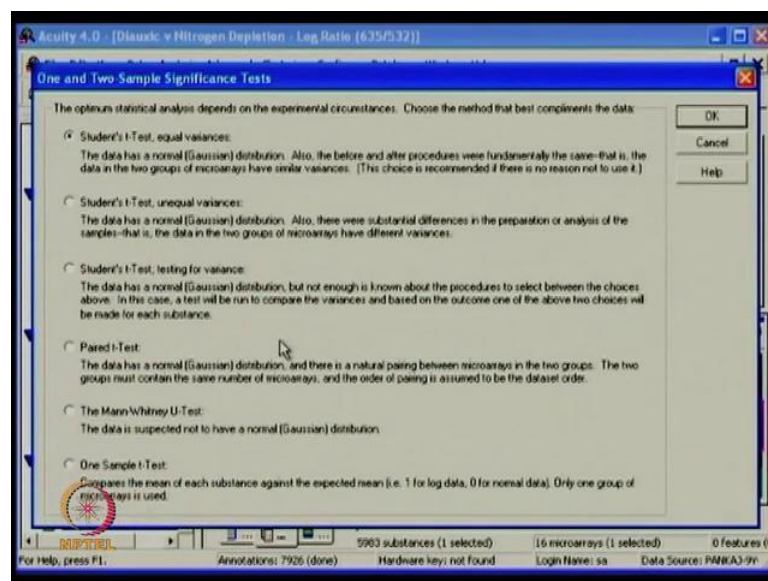 Acuity 4.0 - [Diauxic v Nitrogen Depletion - Log Ratio (635/532)]
One and Two Sample Significance Tests
The optimum statistical analysis depends on the experimental circumstances. Choose the method that best compliments the data:
OK
Student's t-Test, equal variances:
Cancel
The data has a normal (Gaussian) distribution. Also, the before and after procedures were fundamentally the same--that is, the
data in the two groups of microarrays have similar variances. (This choice is recommended if there is no reason not to use it.)
Help
Student's t-Test, unequal variances:
The data has a normal (Gaussian) distribution. Also, there were substantial differences in the preparation or analysis of the
samples--that is, the data in the two groups of microarrays have different variances.
Student's t-Test, testing for variance:
The data has a normal (Gaussian) distribution, but not enough is known about the procedures to select between the choices
above. In this case, a test will be run to compare the variances and based on the outcome one of the above two choices will
be made for each substance.
Paired t-Test:
The data has a normal (Gaussian) distribution, and there is a natural pairing between microarrays in the two groups. The two
groups must contain the same number of microarrays, and the order of pairing is assumed to be the dataset order.
The Mann-Whitney U-Test:
The data is suspected not to have a normal (Gaussian) distribution.
One Sample t-Test:
Compares the mean of each substance against the expected mean (i.e. 1 for log data, 0 for normal data). Only one group of
microarrays is used.
NPTEL
5983 substances (1 selected)
16 microarrays (1 selected)
0 features (
For Help, press F1.
Annotations: 7926 (done)
Hardware key: not found
Login Name: sa
Data Source: PANKAJ-9Y